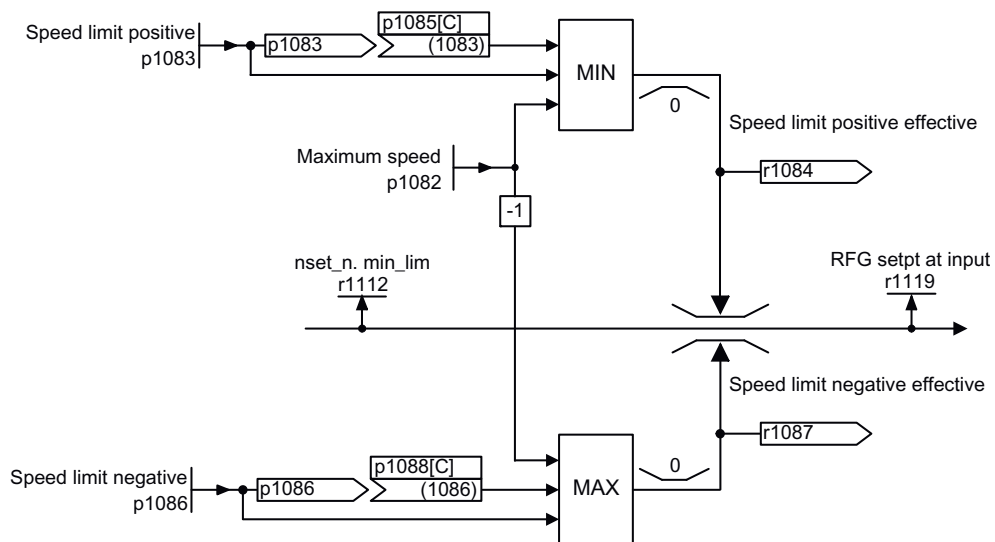 Speed limit positive
p1083
p1083
p1085[C]
(1083)
MIN
0
Speed limit positive effective
Maximum speed
p1082
r1084
-1
nset_n. min_lim
r1112
RFG setpt at input
r1119
Speed limit negative effective
r1087
Speed limit negative
p1086
p1086
p1088[C]
(1086)
MAX
0